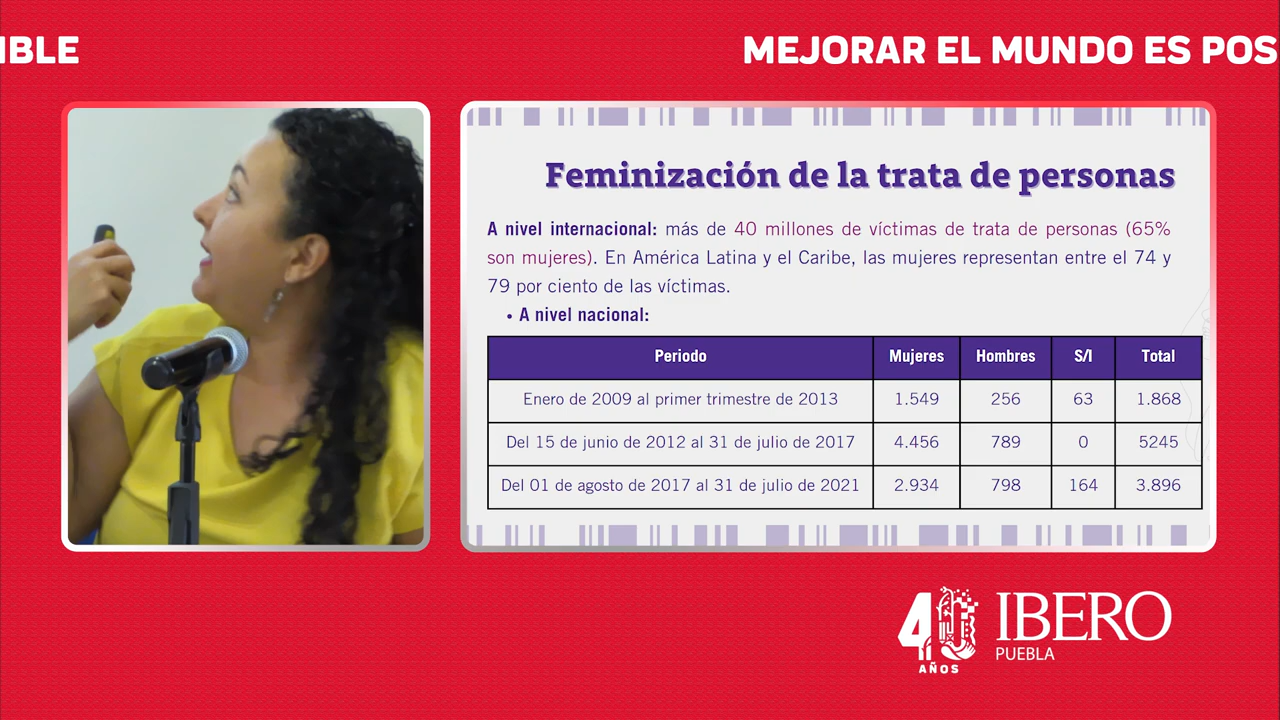 IBLE
MEJORAR EL MUNDO ES POS
Feminización de la trata de personas
A nivel internacional: más de 40 millones de víctimas de trata de personas (65%
son mujeres). En América Latina y el Caribe, las mujeres representan entre el 74 y
79 por ciento de las víctimas.
• A nivel nacional:
Periodo Mujeres Hombres S/I Total
Enero de 2009 al primer trimestre de 2013 1.549 256 63 1.868
Del 15 de junio de 2012 al 31 de julio de 2017 4.456 789 0 5245
Del 01 de agosto de 2017 al 31 de julio de 2021 2.934 798 164 3.896
40
AÑOS
IBERO
PUEBLA